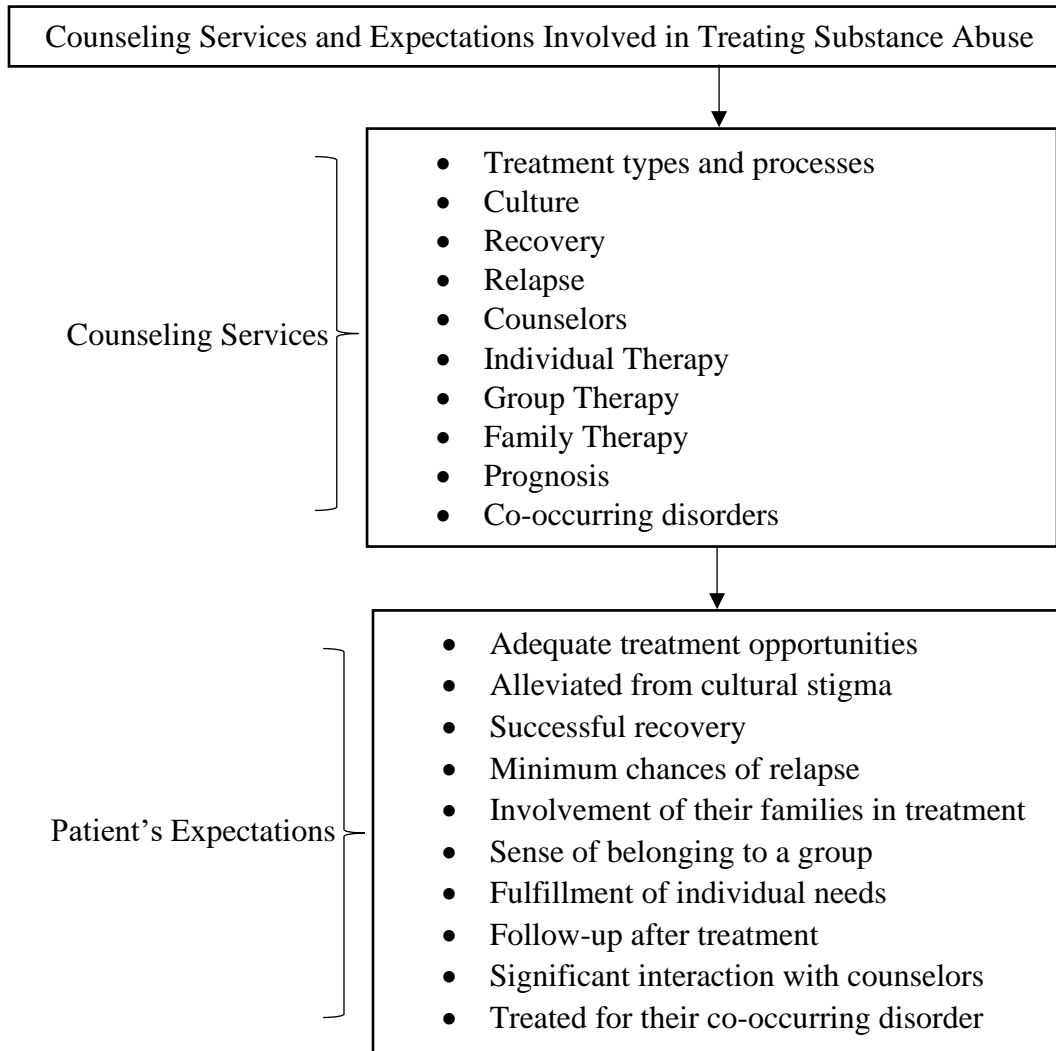 Counseling Services and Expectations Involved in Treating Substance Abuse
• Treatment types and processes
• Culture
• Recovery
• Relapse
• Counselors
• Individual Therapy
• Group Therapy
• Family Therapy
• Prognosis
• Co-occurring disorders
Counseling Services
• Adequate treatment opportunities
• Alleviated from cultural stigma
• Successful recovery
• Minimum chances of relapse
• Involvement of their families in treatment
• Sense of belonging to a group
• Fulfillment of individual needs
• Follow-up after treatment
• Significant interaction with counselors
• Treated for their co-occurring disorder
Patient’s Expectations